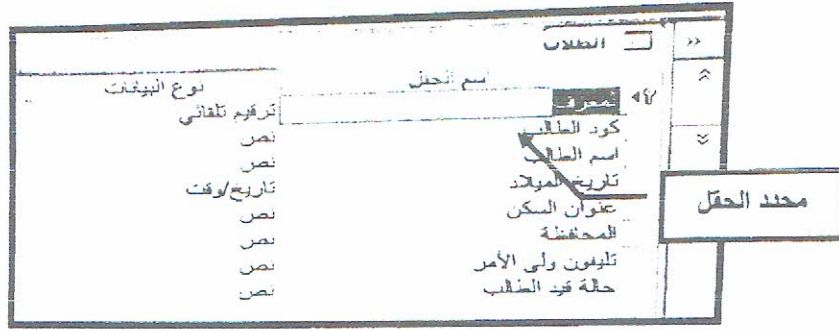 الطلاب
اسم الحقل نوع البيانات
معرف ترقيم تلقائي
كود الطالب نص
اسم الطالب نص
تاريخ الميلاد تاريخ/وقت
عنوان السكن نص
المحافظة نص
تليفون ولى الأمر نص
حالة قيد الطالب نص
محدد الحقل